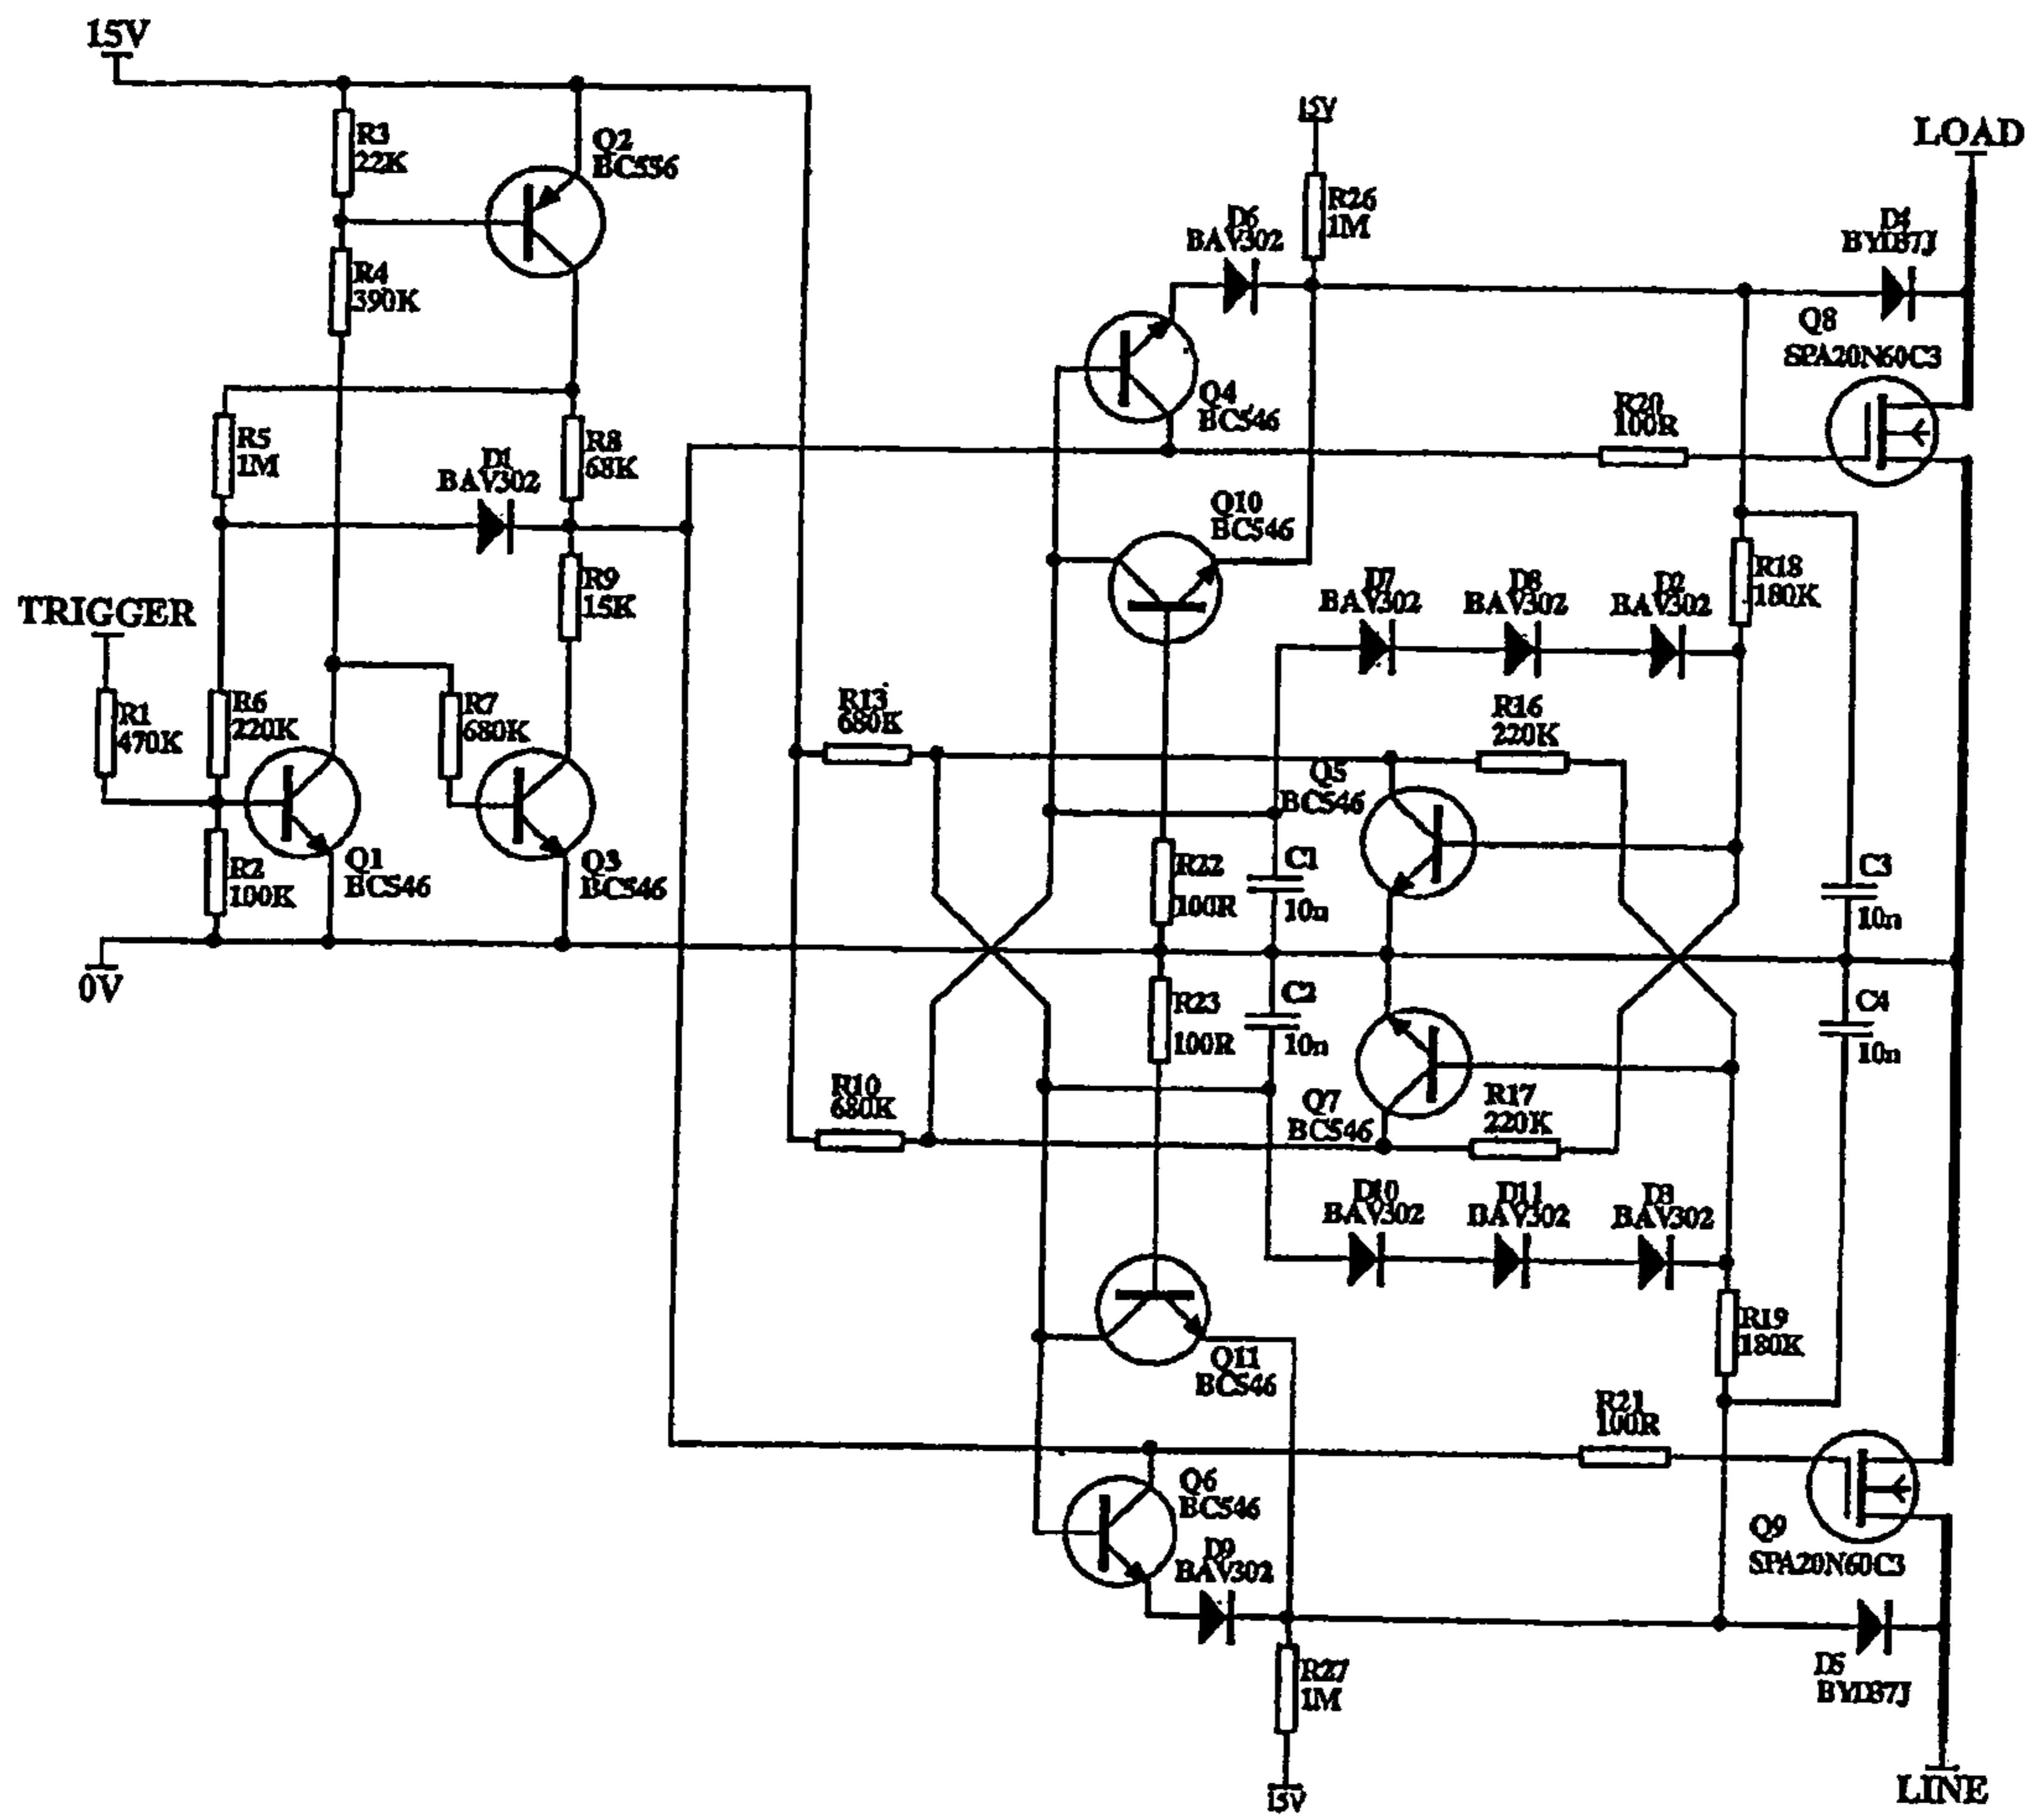 15V
R3
22K
Q2
BC556
R4
390K
R5
1M
D1
BAV302
R8
68K
R9
15K
TRIGGER
R1
470K
R6
220K
R7
680K
R2
100K
Q1
BC546
Q3
BC546
0V
15V
R26
1M
D6
BAV302
Q4
BC546
Q10
BC546
LOAD
D4
Q8
SPA20N60C3
R20
100R
D7
BAV302
D8
BAV302
D2
BAV302
R18
180K
R13
680K
R16
220K
Q5
BC546
R22
100R
C1
10n
C3
10n
R23
100R
C2
10n
C4
10n
R10
680K
Q7
BC546
R17
220K
D10
BAV302
D11
BAV302
D3
BAV302
Q11
BC546
R19
180K
R21
100R
Q6
BC546
D9
BAV302
Q9
SPA20N60C3
R27
1M
D5
15V
LINE